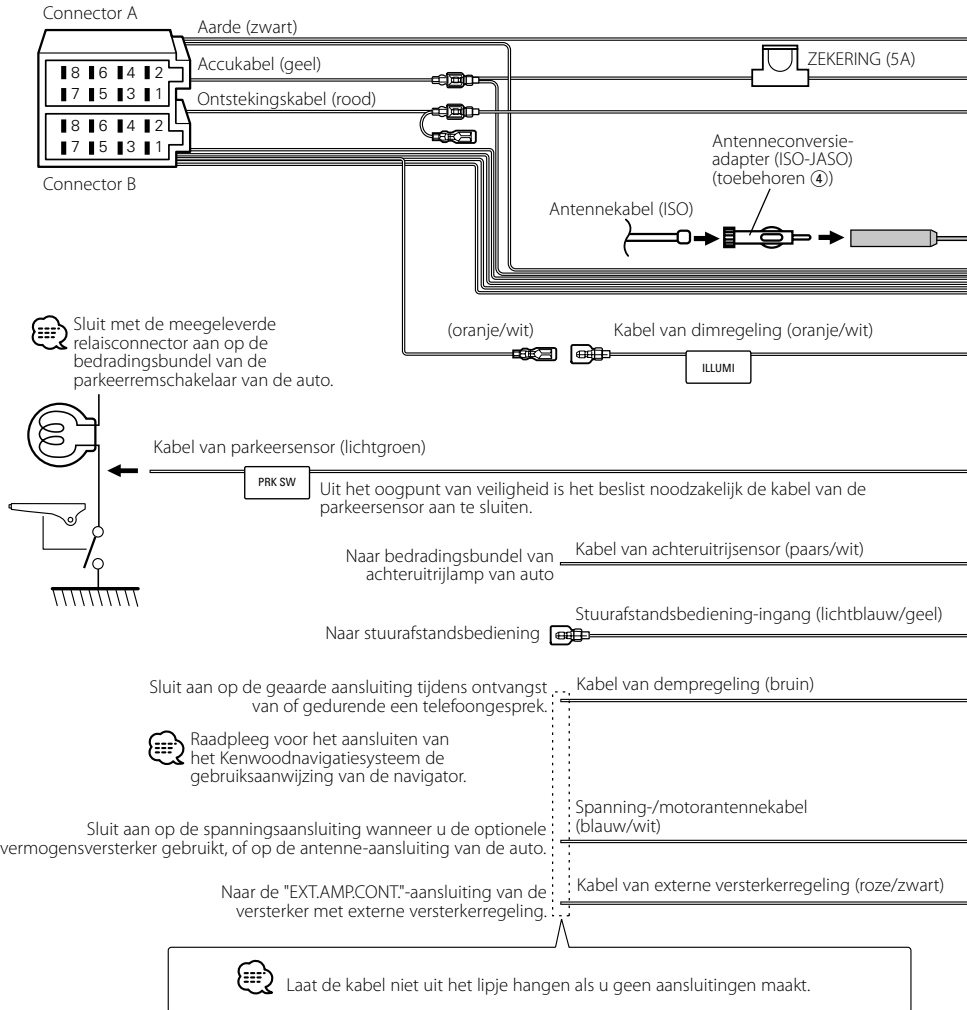 Connector A
Aarde (zwart)
Accukabel (geel)
ZEKERING (5A)
8 6 4 2
7 5 3 1
Ontstekingskabel (rood)
8 6 4 2
7 5 3 1
Connector B
Antenneconversie-
adapter (ISO-JASO)
(toebehoren ④)
Antennekabel (ISO)
Sluit met de meegeleverde
relaisconnector aan op de
bedradingsbundel van de
parkeerremschakelaar van de auto.
(oranje/wit)
Kabel van dimregeling (oranje/wit)
ILLUMI
Kabel van parkeersensor (lichtgroen)
PRK SW
Uit het oogpunt van veiligheid is het beslist noodzakelijk de kabel van de
parkeersensor aan te sluiten.
Naar bedradingsbundel van
achteruitrijlamp van auto
Kabel van achteruitrijsensor (paars/wit)
Stuurafstandsbediening-ingang (lichtblauw/geel)
Naar stuurafstandsbediening
Sluit aan op de geaarde aansluiting tijdens ontvangst
van of gedurende een telefoongesprek.
Kabel van dempregeling (bruin)
Raadpleeg voor het aansluiten van
het Kenwoodnavigatiesysteem de
gebruiksaanwijzing van de navigator.
Spanning-/motorantennekabel
(blauw/wit)
Sluit aan op de spanningsaansluiting wanneer u de optionele
vermogensversterker gebruikt, of op de antenne-aansluiting van de auto.
Naar de "EXT.AMP.CONT."-aansluiting van de
versterker met externe versterkerregeling.
Kabel van externe versterkerregeling (roze/zwart)
Laat de kabel niet uit het lipje hangen als u geen aansluitingen maakt.